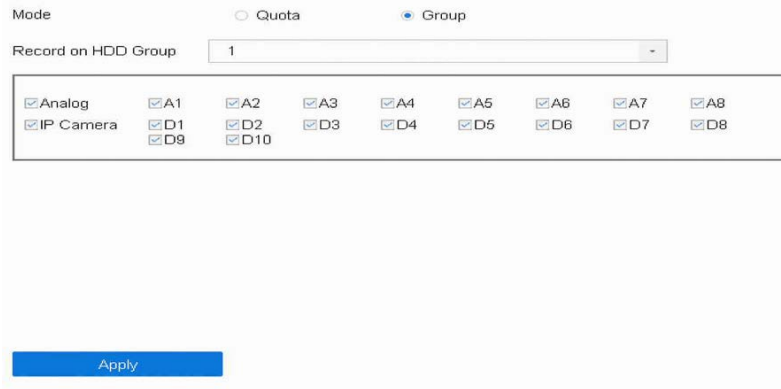 Mode Quota Group
Record on HDD Group 1
Analog A1 A2 A3 A4 A5 A6 A7 A8
IP Camera D1 D2 D3 D4 D5 D6 D7 D8
D9 D10
Apply